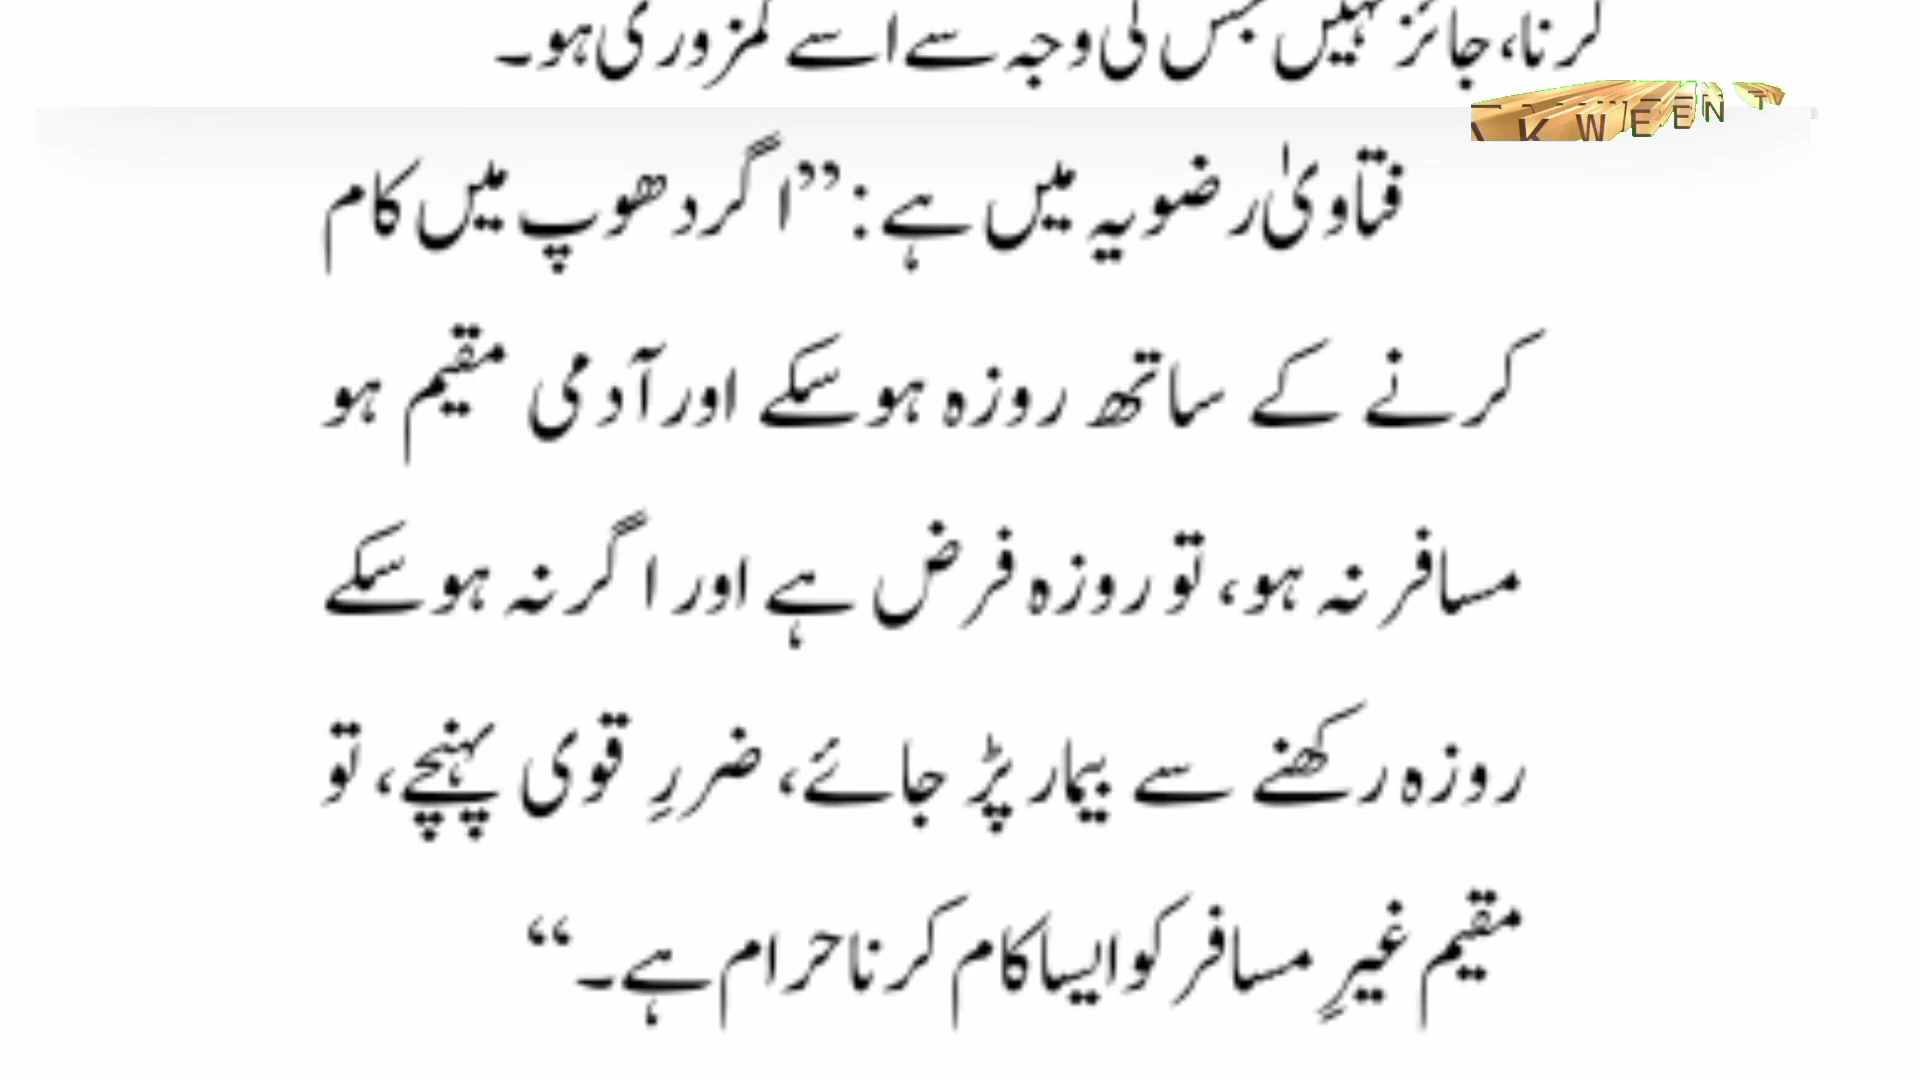 کرنا، جائز نہیں جس کی وجہ سے اسے کمزوری ہو۔
KWEEN TV
فتاویٰ رضویہ میں ہے : ”اگر دھوپ میں کام
کرنے کے ساتھ روزہ ہو سکے اور آدمی مقیم ہو
مسافر نہ ہو، تو روزہ فرض ہے اور اگر نہ ہو سکے
روزہ رکھنے سے بیمار پڑ جائے، ضررِ قوی پہنچے، تو
مقیم غیرِ مسافر کو ایسا کام کرنا حرام ہے۔“